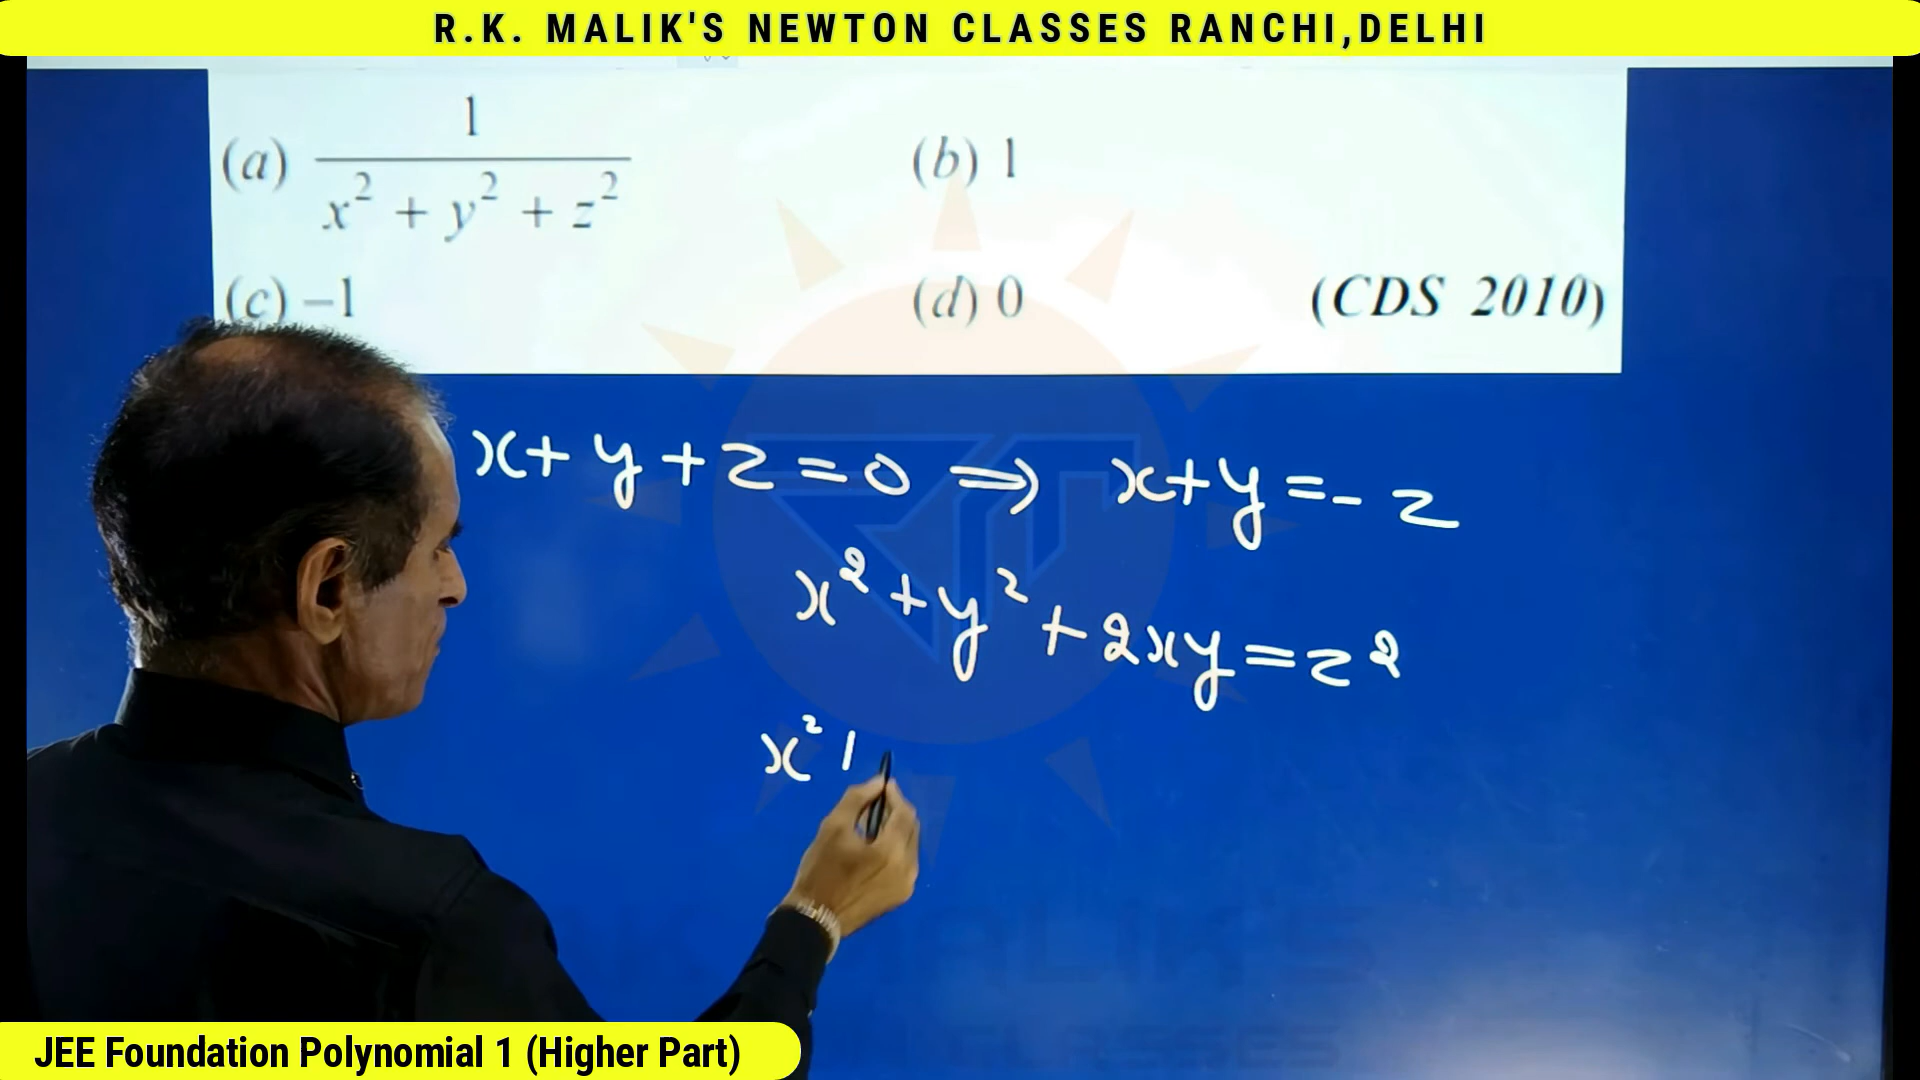 R.K. MALIK'S NEWTON CLASSES RANCHI,DELHI
(a) 1/(x² + y² + z²) (b) 1
(c) –1 (d) 0 (CDS 2010)
x+y+z=0 ⇒ x+y=-z
x²+y²+2xy=z²
x²
JEE Foundation Polynomial 1 (Higher Part)